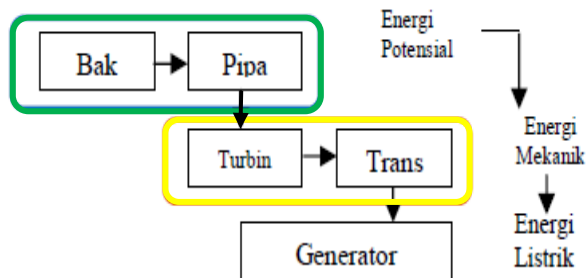 Energi
Potensial
Bak
Pipa
Turbin
Trans
Energi
Mekanik
Generator
Energi
Listrik